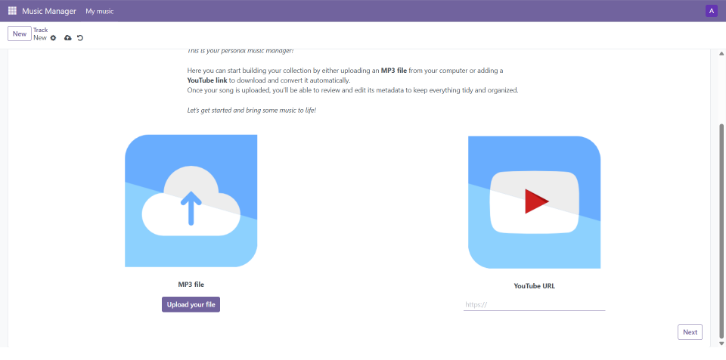 Music Manager My music A
New Track
New
This is your personal music manager!
Here you can start building your collection by either uploading an MP3 file from your computer or adding a
YouTube link to download and convert it automatically.
Once your song is uploaded, you'll be able to review and edit its metadata to keep everything tidy and organized.
Let's get started and bring some music to life!
MP3 file
Upload your file
YouTube URL
https://
Next